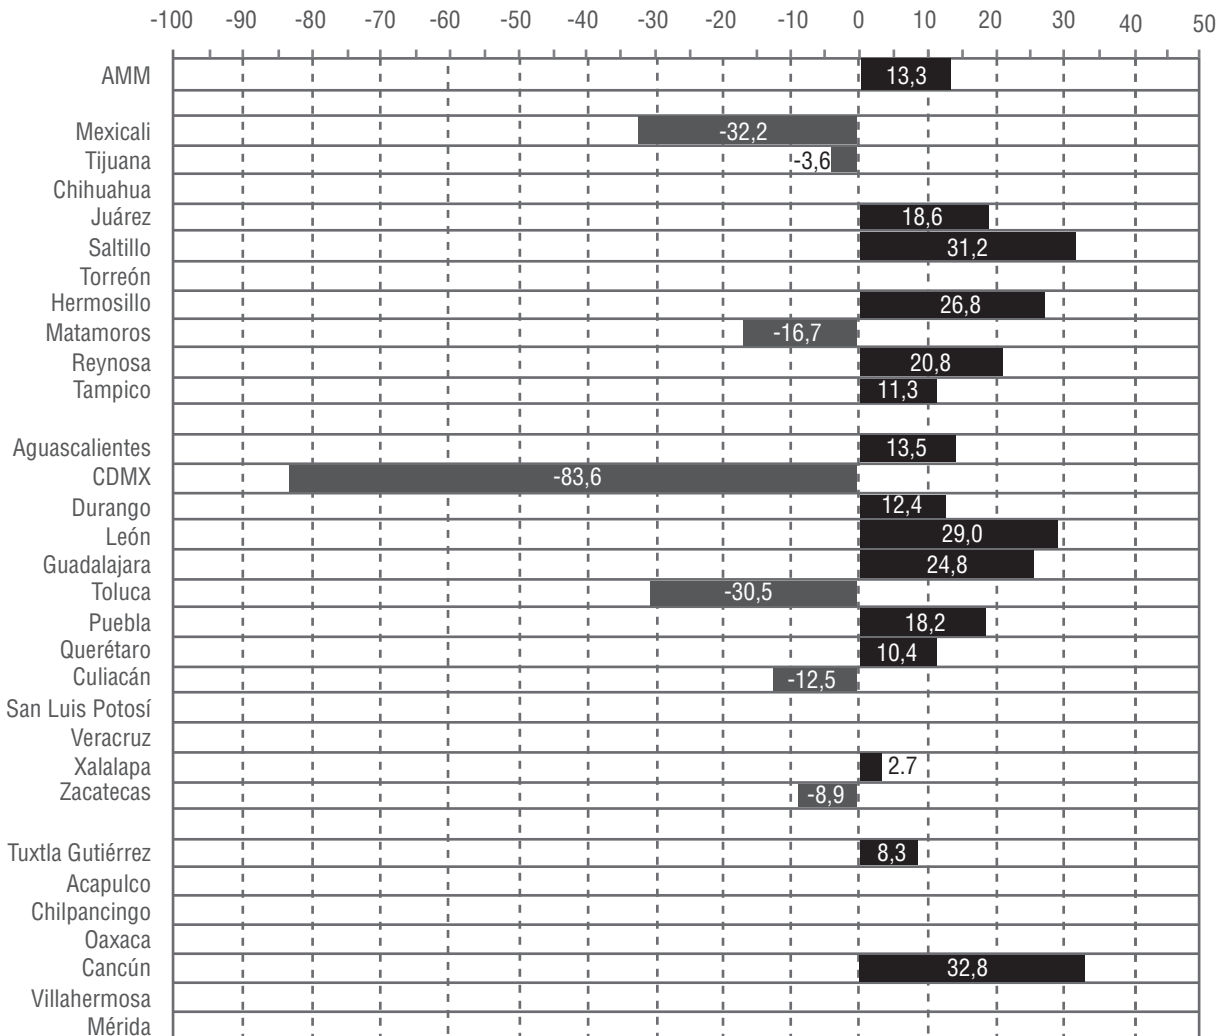 -100 -90 -80 -70 -60 -50 -40 -30 -20 -10 0 10 20 30 40 50
AMM 13,3
Mexicali -32,2
Tijuana -3,6
Chihuahua
Juárez 18,6
Saltillo 31,2
Torreón
Hermosillo 26,8
Matamoros -16,7
Reynosa 20,8
Tampico 11,3
Aguascalientes 13,5
CDMX -83,6
Durango 12,4
León 29,0
Guadalajara 24,8
Toluca -30,5
Puebla 18,2
Querétaro 10,4
Culiacán -12,5
San Luis Potosí
Veracruz
Xalalapa 2.7
Zacatecas -8,9
Tuxtla Gutiérrez 8,3
Acapulco
Chilpancingo
Oaxaca
Cancún 32,8
Villahermosa
Mérida